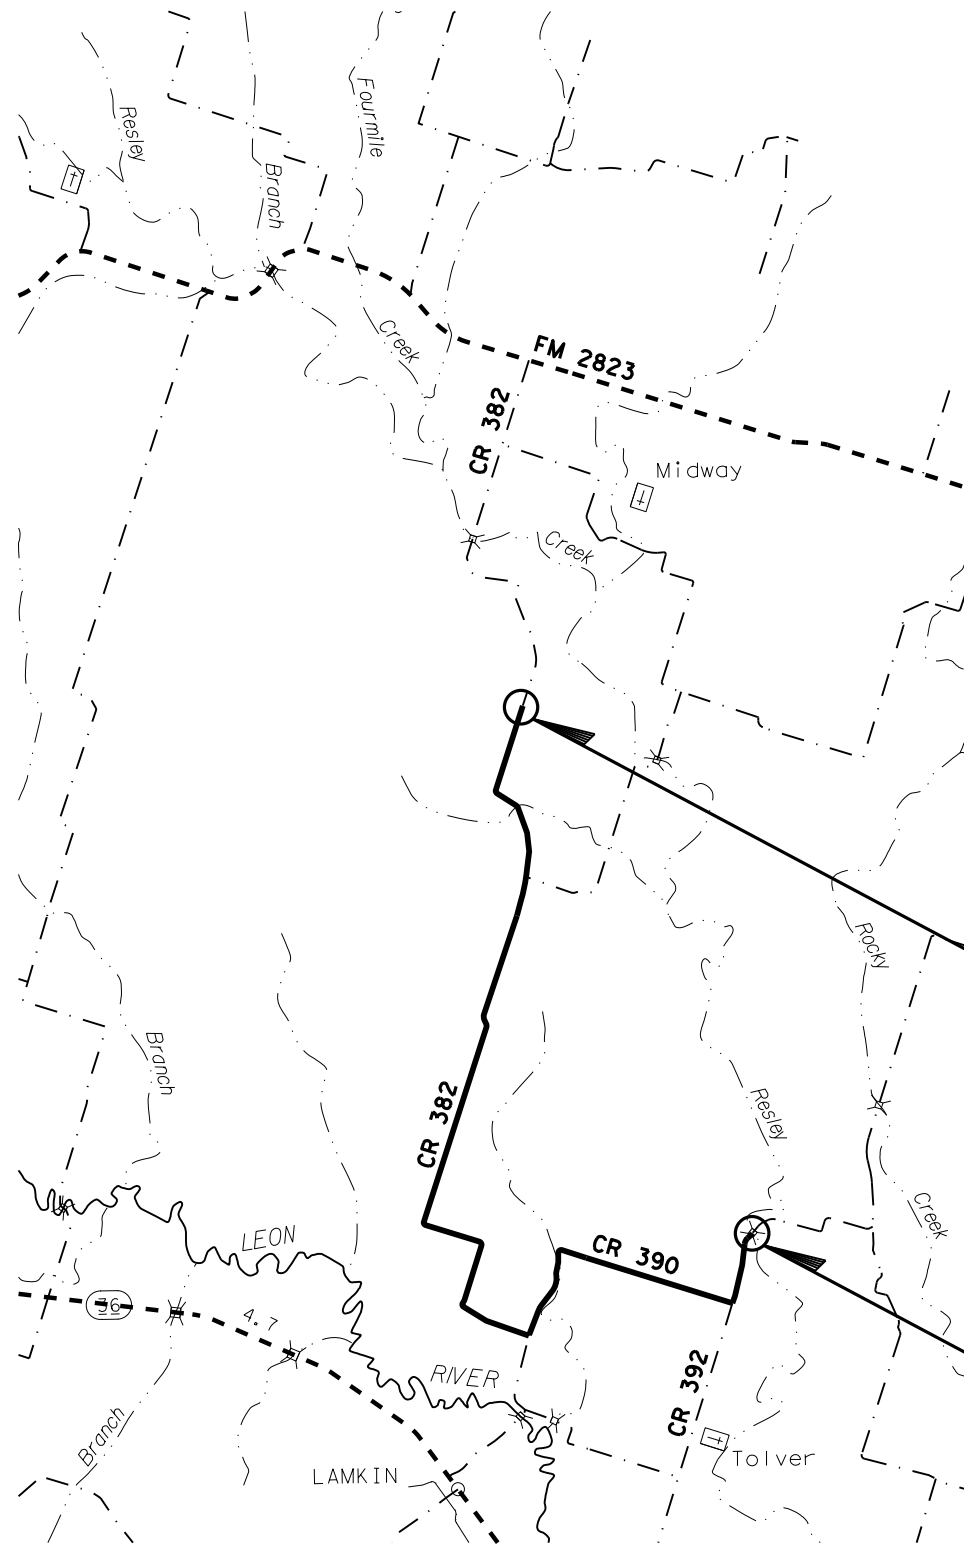 Resley
Fourmile
Branch
Creek
FM 2823
CR 382
Midway
Creek
Rocky
Branch
CR 382
Resley
Creek
LEON
CR 390
36
4.7
RIVER
CR 392
Branch
LAMKIN
Tolver